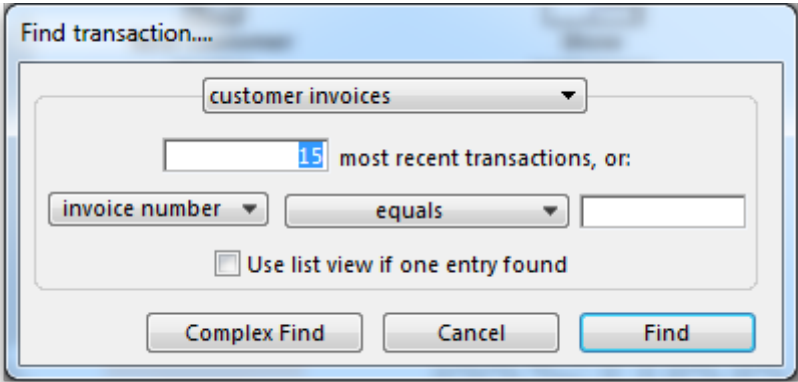 Find transaction....
customer invoices
15 most recent transactions, or:
invoice number equals
Use list view if one entry found
Complex Find Cancel Find